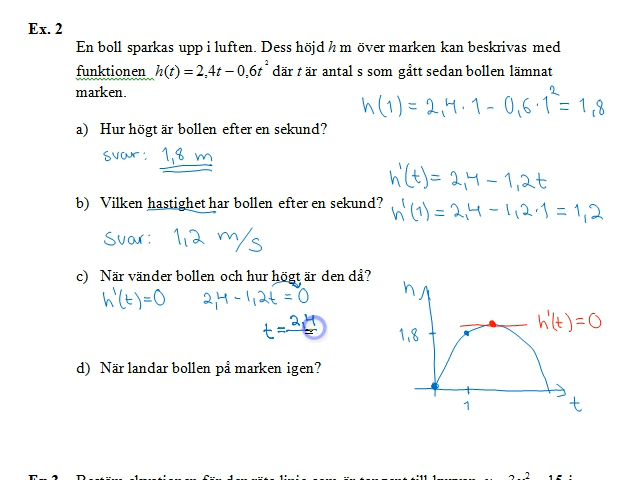 Ex. 2
En boll sparkas upp i luften. Dess höjd h m över marken kan beskrivas med
funktionen h(t) = 2,4t − 0,6t² där t är antal s som gått sedan bollen lämnat
marken.
h(1) = 2,4 · 1 − 0,6 · 1² = 1,8
a) Hur högt är bollen efter en sekund?
svar: 1,8 m
h'(t) = 2,4 − 1,2t
b) Vilken hastighet har bollen efter en sekund?
h'(1) = 2,4 − 1,2 · 1 = 1,2
svar: 1,2 m/s
c) När vänder bollen och hur högt är den då?
h'(t) = 0 2,4 − 1,2t = 0
t = 2,4
h
1,8
h'(t) = 0
1
t
d) När landar bollen på marken igen?